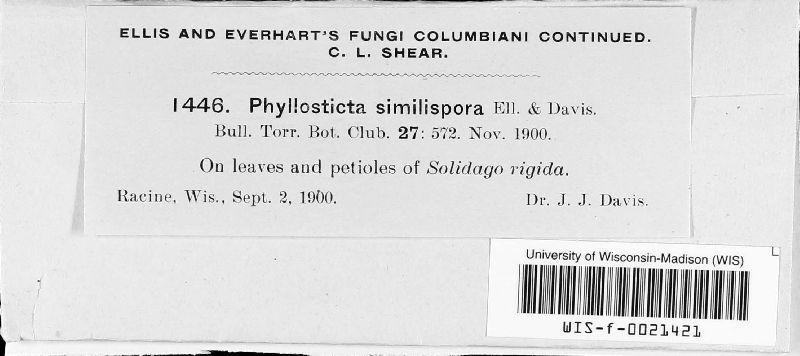 ELLIS AND EVERHART'S FUNGI COLUMBIANI CONTINUED.
C. L. SHEAR.
1446. Phyllosticta similispora Ell. & Davis.
Bull. Torr. Bot. Club. 27: 572. Nov. 1900.
On leaves and petioles of Solidago rigida.
Racine, Wis., Sept. 2, 1900. Dr. J. J. Davis.
University of Wisconsin-Madison (WIS)
WIS-f-0021421